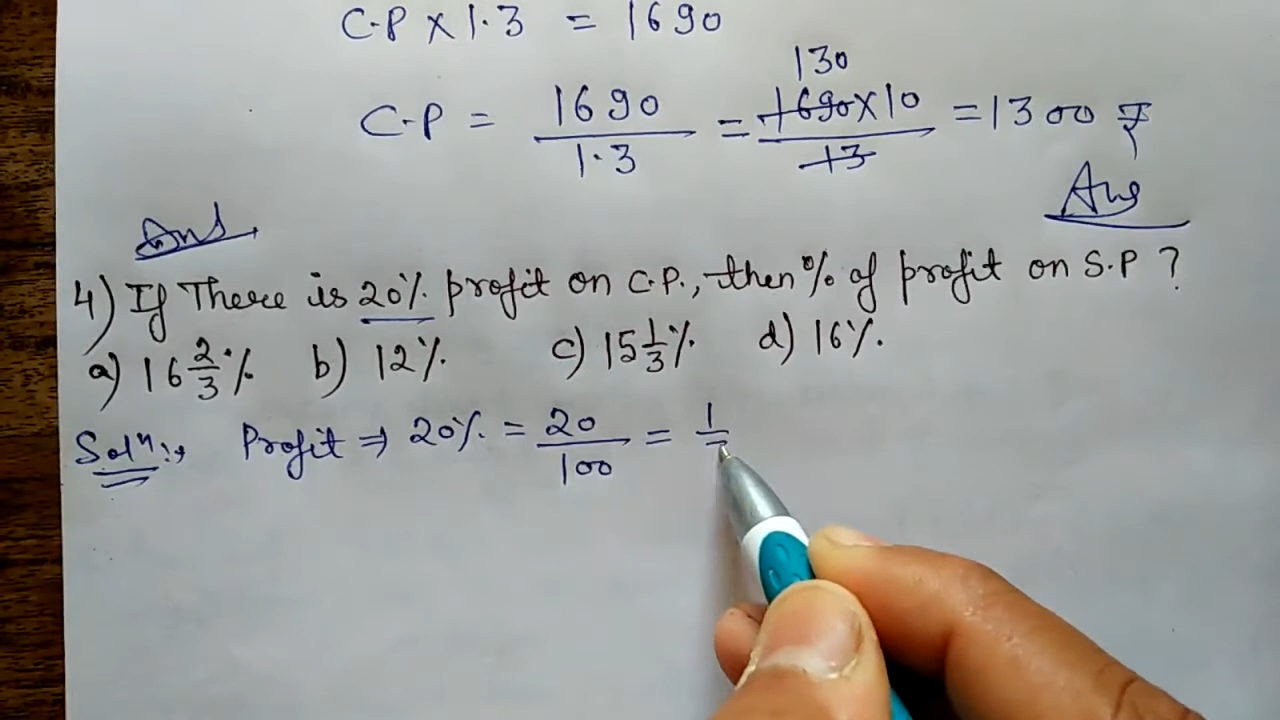 C.P × 1.3 = 1690
C.P = 1690/1.3 = 1690×10/13 130 = 1300 ₹
Ans
Ans
4) If There is 20% profit on C.P., then % of profit on S.P ?
a) 16 2/3 % b) 12% c) 15 1/3 % d) 16%.
Solⁿ:, Profit ⇒ 20% = 20/100 = 1/